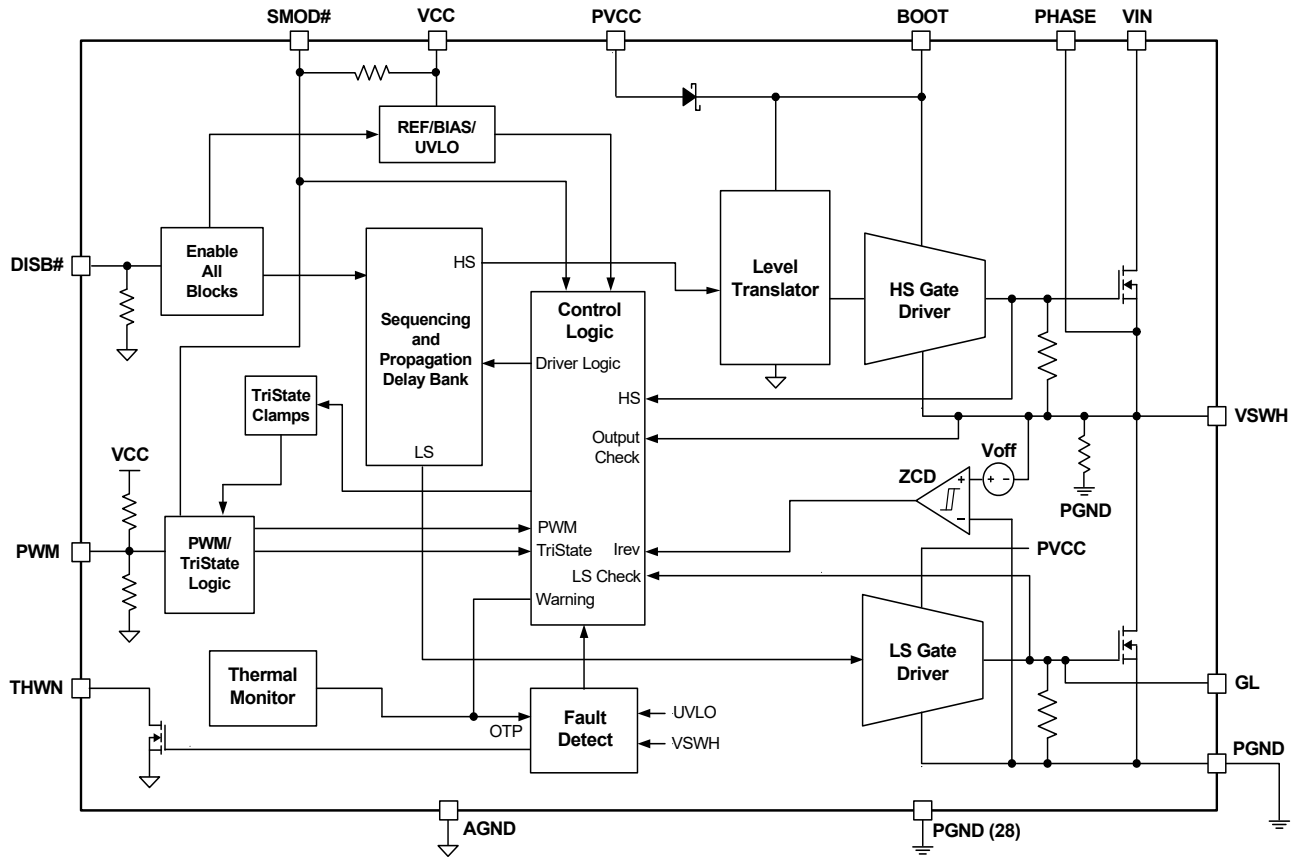 SMOD#
VCC
PVCC
BOOT
PHASE
VIN
REF/BIAS/
UVLO
DISB#
Enable
All
Blocks
HS
Sequencing
and
Propagation
Delay Bank
LS
Control
Logic
Driver Logic
HS
Output
Check
PWM
TriState
Irev
LS Check
Warning
Level
Translator
HS Gate
Driver
TriState
Clamps
VSWH
Voff
+ -
ZCD
+
-
PGND
VCC
PWM
PWM/
TriState
Logic
PVCC
LS Gate
Driver
THWN
Thermal
Monitor
OTP
Fault
Detect
UVLO
VSWH
GL
PGND
AGND
PGND (28)